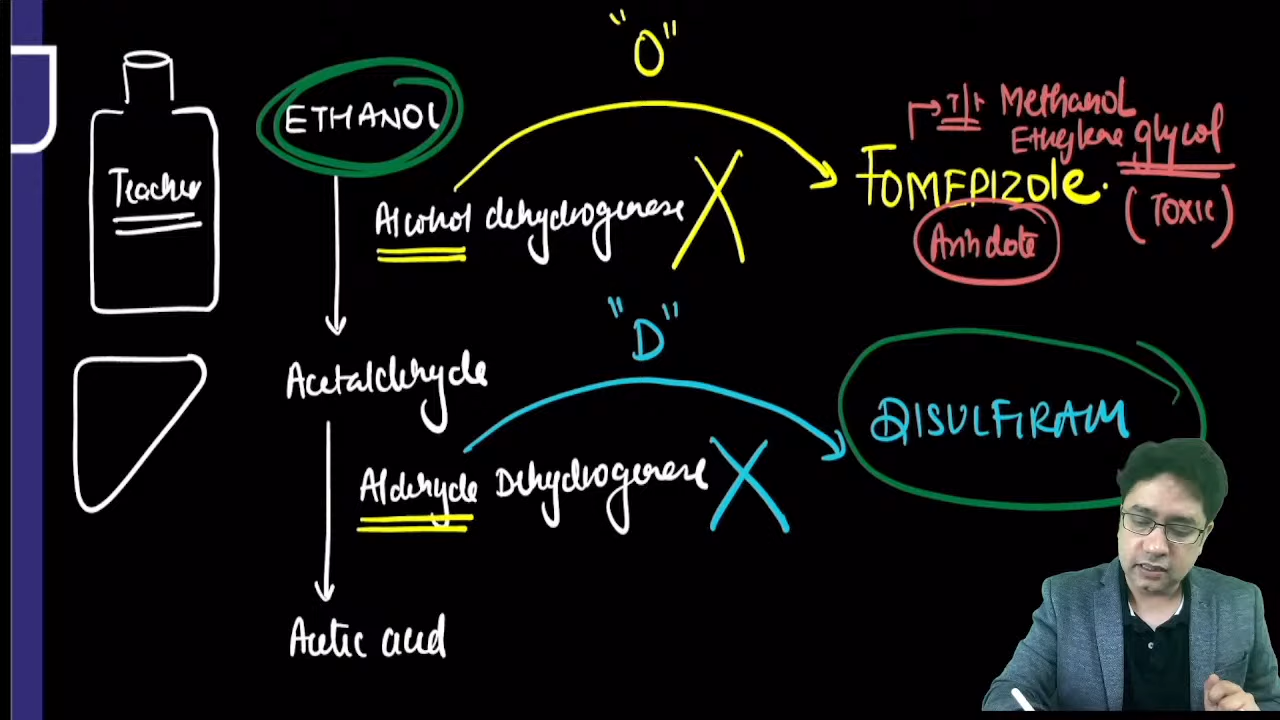 "O"
T/t Methanol
Ethylene glycol
(TOXIC)
ETHANOL
Teacher
FOMEPIZOLE.
Alcohol dehydrogenase
X
Antidote
"D"
Acetaldehyde
DISULFIRAM
Aldehyde Dehydrogenase
X
Acetic acid